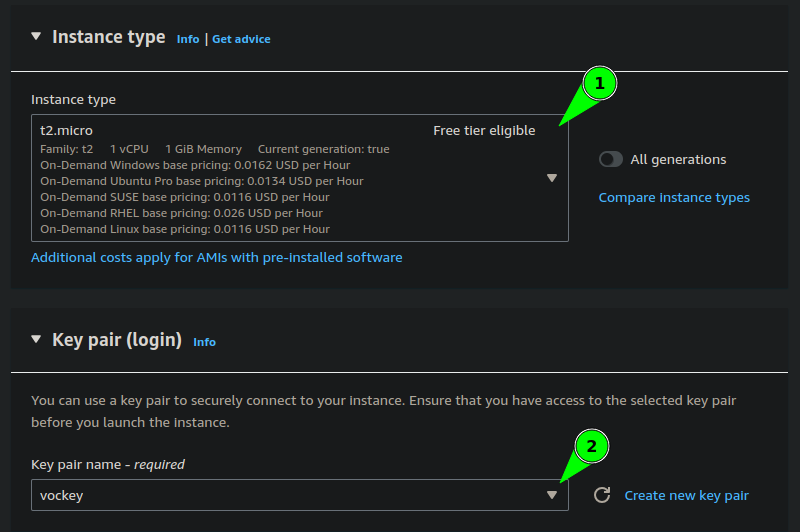 Instance type Info | Get advice
1
Instance type
t2.micro Free tier eligible
Family: t2 1 vCPU 1 GiB Memory Current generation: true
On-Demand Windows base pricing: 0.0162 USD per Hour
On-Demand Ubuntu Pro base pricing: 0.0134 USD per Hour
On-Demand SUSE base pricing: 0.0116 USD per Hour
On-Demand RHEL base pricing: 0.026 USD per Hour
On-Demand Linux base pricing: 0.0116 USD per Hour
All generations
Compare instance types
Additional costs apply for AMIs with pre-installed software
Key pair (login) Info
You can use a key pair to securely connect to your instance. Ensure that you have access to the selected key pair
before you launch the instance.
2
Key pair name - required
vockey
Create new key pair